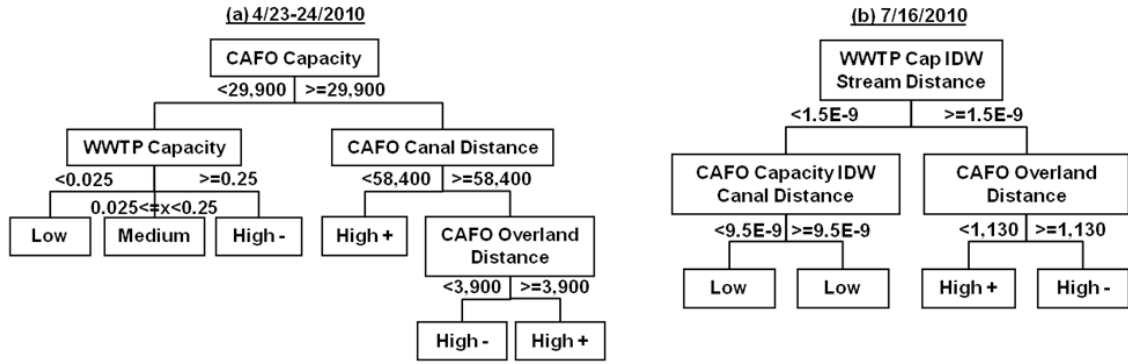 (a) 4/23-24/2010
CAFO Capacity
<29,900 >=29,900
WWTP Capacity
CAFO Canal Distance
<0.025 >=0.25
0.025<=x<0.25
<58,400 >=58,400
Low
Medium
High -
High +
CAFO Overland
Distance
<3,900 >=3,900
High -
High +
(b) 7/16/2010
WWTP Cap IDW
Stream Distance
<1.5E-9 >=1.5E-9
CAFO Capacity IDW
Canal Distance
CAFO Overland
Distance
<9.5E-9 >=9.5E-9
<1,130 >=1,130
Low
Low
High +
High -